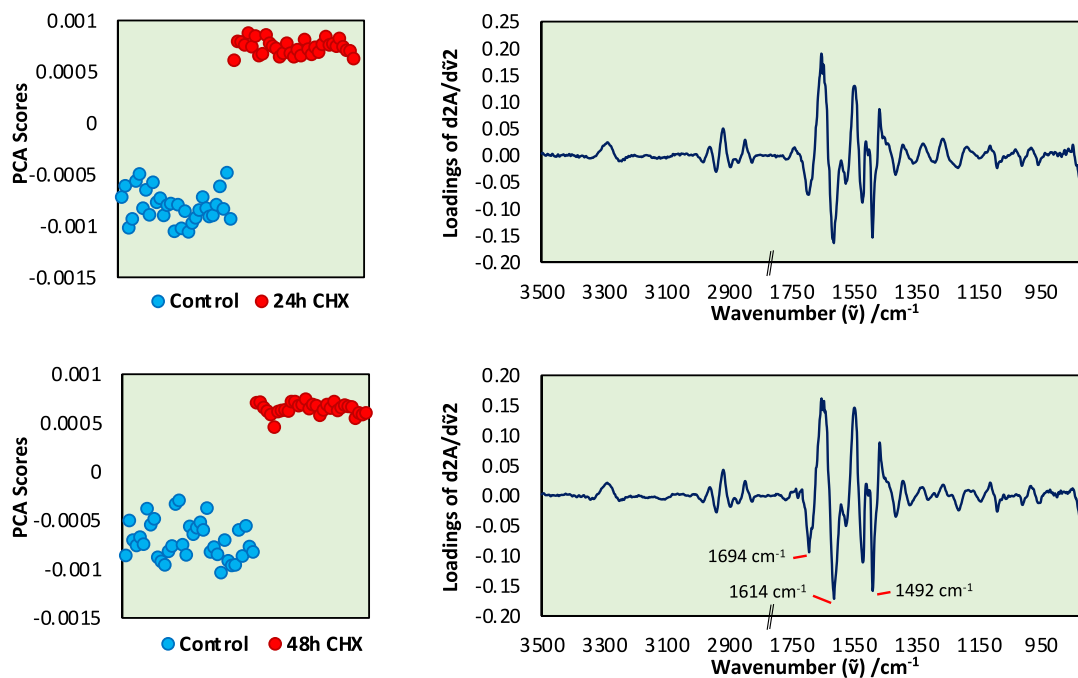 PCA Scores
0.001
0.0005
0
-0.0005
-0.001
-0.0015
Control 24h CHX
Loadings of d2A/dṽ2
0.25
0.20
0.15
0.10
0.05
0.00
-0.05
-0.10
-0.15
-0.20
3500 3300 3100 2900 1750 1550 1350 1150 950
Wavenumber (ṽ) /cm⁻¹
PCA Scores
0.001
0.0005
0
-0.0005
-0.001
-0.0015
Control 48h CHX
Loadings of d2A/dṽ2
0.20
0.15
0.10
0.05
0.00
-0.05
-0.10
-0.15
-0.20
1694 cm⁻¹
1614 cm⁻¹
1492 cm⁻¹
3500 3300 3100 2900 1750 1550 1350 1150 950
Wavenumber (ṽ) /cm⁻¹